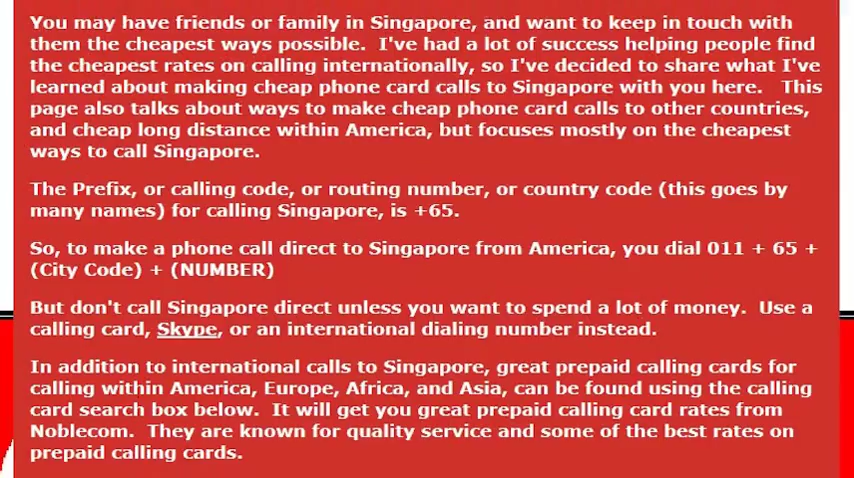 You may have friends or family in Singapore, and want to keep in touch with
them the cheapest ways possible.  I've had a lot of success helping people find
the cheapest rates on calling internationally, so I've decided to share what I've
learned about making cheap phone card calls to Singapore with you here.   This
page also talks about ways to make cheap phone card calls to other countries,
and cheap long distance within America, but focuses mostly on the cheapest
ways to call Singapore.
The Prefix, or calling code, or routing number, or country code (this goes by
many names) for calling Singapore, is +65.
So, to make a phone call direct to Singapore from America, you dial 011 + 65 +
(City Code) + (NUMBER)
But don't call Singapore direct unless you want to spend a lot of money.  Use a
calling card, Skype, or an international dialing number instead.
In addition to international calls to Singapore, great prepaid calling cards for
calling within America, Europe, Africa, and Asia, can be found using the calling
card search box below.  It will get you great prepaid calling card rates from
Noblecom.  They are known for quality service and some of the best rates on
prepaid calling cards.